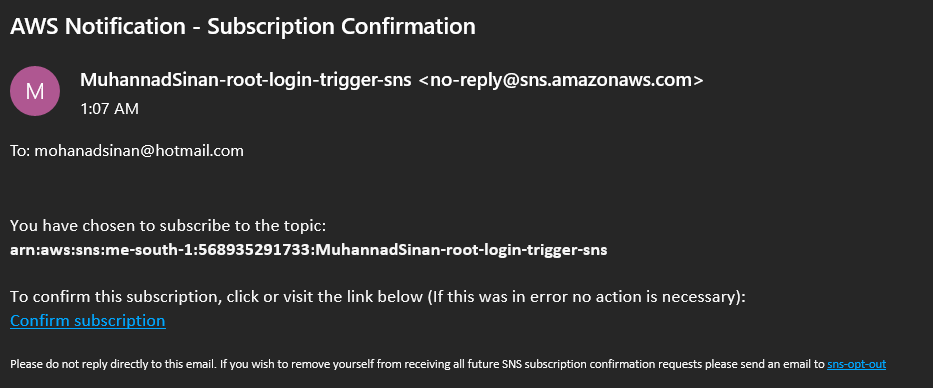 AWS Notification - Subscription Confirmation
M
MuhannadSinan-root-login-trigger-sns <no-reply@sns.amazonaws.com>
1:07 AM
To: mohanadsinan@hotmail.com
You have chosen to subscribe to the topic:
arn:aws:sns:me-south-1:568935291733:MuhannadSinan-root-login-trigger-sns
To confirm this subscription, click or visit the link below (If this was in error no action is necessary):
Confirm subscription
Please do not reply directly to this email. If you wish to remove yourself from receiving all future SNS subscription confirmation requests please send an email to sns-opt-out